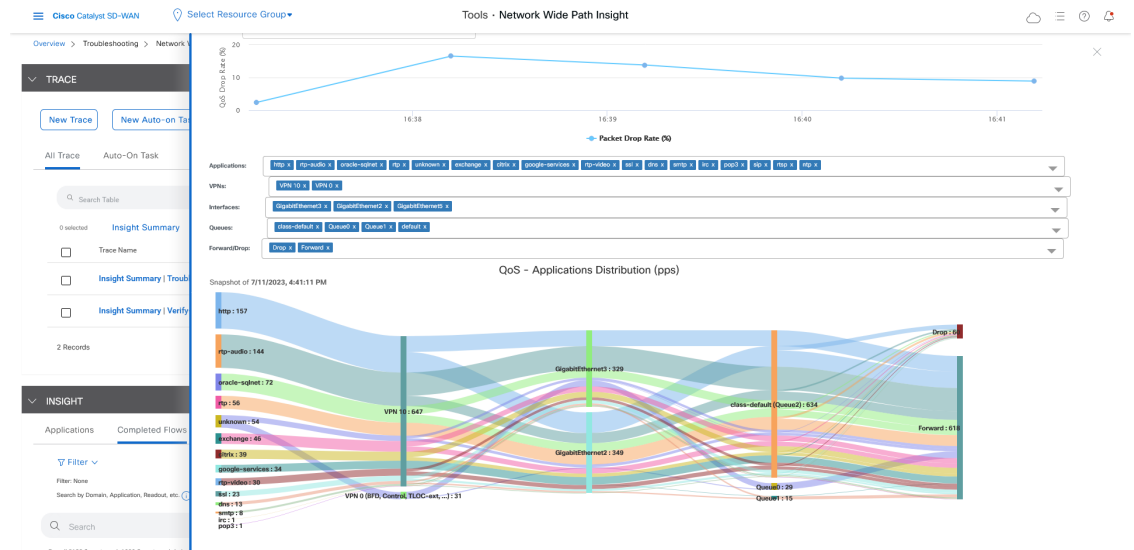 Cisco Catalyst SD-WAN
Select Resource Group▾
Tools · Network Wide Path Insight
Overview > Troubleshooting > Network
TRACE
New Trace
New Auto-on
All Trace
Auto-On Task
Search Table
0 selected
Insight Summary
Trace Name
Insight Summary | Troubl
Insight Summary | Verify
2 Records
INSIGHT
Applications
Completed Flows
Filter
Filter: None
Search by Domain, Application, Readout, etc.
Search
QoS Drop Rate (%)
20
10
0
16:38
16:39
16:40
16:41
Packet Drop Rate (%)
Applications:
http x
rtp-audio x
oracle-sqlnet x
rtp x
unknown x
exchange x
citrix x
google-services x
rtp-video x
ssl x
dns x
smtp x
irc x
pop3 x
sip x
rtsp x
ntp x
VPNs:
VPN 10 x
VPN 0 x
Interfaces:
GigabitEthernet3 x
GigabitEthernet2 x
GigabitEthernet5 x
Queues:
class-default x
Queue0 x
Queue1 x
default x
Forward/Drop:
Drop x
Forward x
QoS - Applications Distribution (pps)
Snapshot of 7/11/2023, 4:41:11 PM
http : 157
rtp-audio : 144
oracle-sqlnet : 72
rtp : 56
unknown : 54
exchange : 46
citrix : 39
google-services : 34
rtp-video : 30
ssl : 23
dns : 13
smtp : 8
irc : 1
pop3 : 1
VPN 10 : 647
VPN 0 (BFD, Control, TLOC-ext, ...) : 31
GigabitEthernet3 : 329
GigabitEthernet2 : 349
class-default (Queue2) : 634
Queue0 : 29
Queue1 : 15
Drop :
Forward : 618